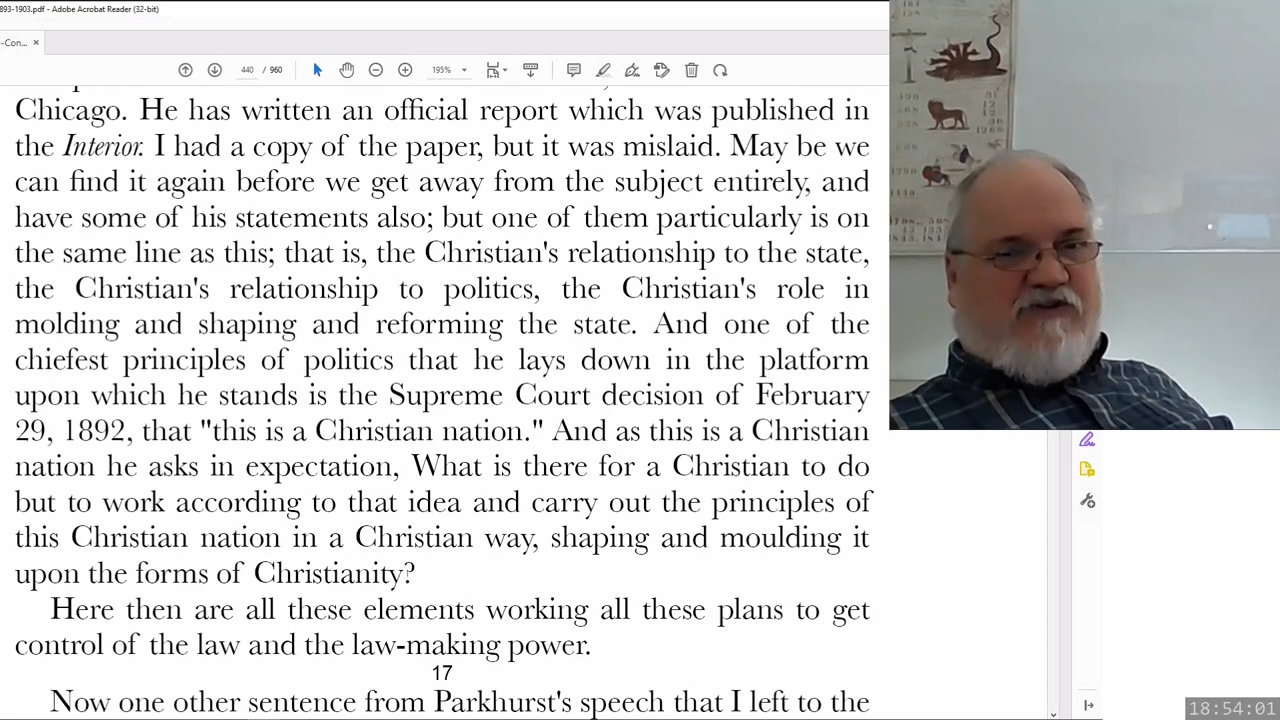 893-1903.pdf - Adobe Acrobat Reader (32-bit)
-Con... ×
440 / 960
195%
Chicago. He has written an official report which was published in
the Interior. I had a copy of the paper, but it was mislaid. May be we
can find it again before we get away from the subject entirely, and
have some of his statements also; but one of them particularly is on
the same line as this; that is, the Christian's relationship to the state,
the Christian's relationship to politics, the Christian's role in
molding and shaping and reforming the state. And one of the
chiefest principles of politics that he lays down in the platform
upon which he stands is the Supreme Court decision of February
29, 1892, that "this is a Christian nation." And as this is a Christian
nation he asks in expectation, What is there for a Christian to do
but to work according to that idea and carry out the principles of
this Christian nation in a Christian way, shaping and moulding it
upon the forms of Christianity?
Here then are all these elements working all these plans to get
control of the law and the law-making power.
17
Now one other sentence from Parkhurst's speech that I left to the
18:54:01